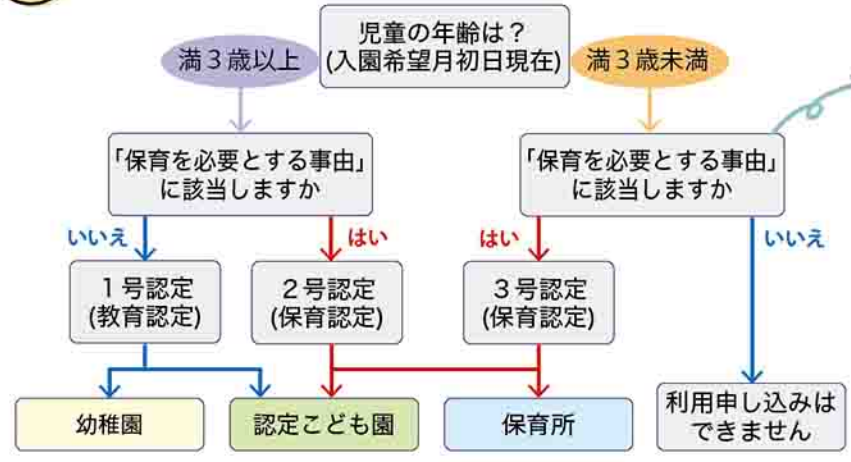 児童の年齢は？
(入園希望月初日現在)
満３歳以上
満３歳未満
「保育を必要とする事由」
に該当しますか
「保育を必要とする事由」
に該当しますか
いいえ
はい
はい
いいえ
１号認定
(教育認定)
２号認定
(保育認定)
３号認定
(保育認定)
幼稚園
認定こども園
保育所
利用申し込みは
できません